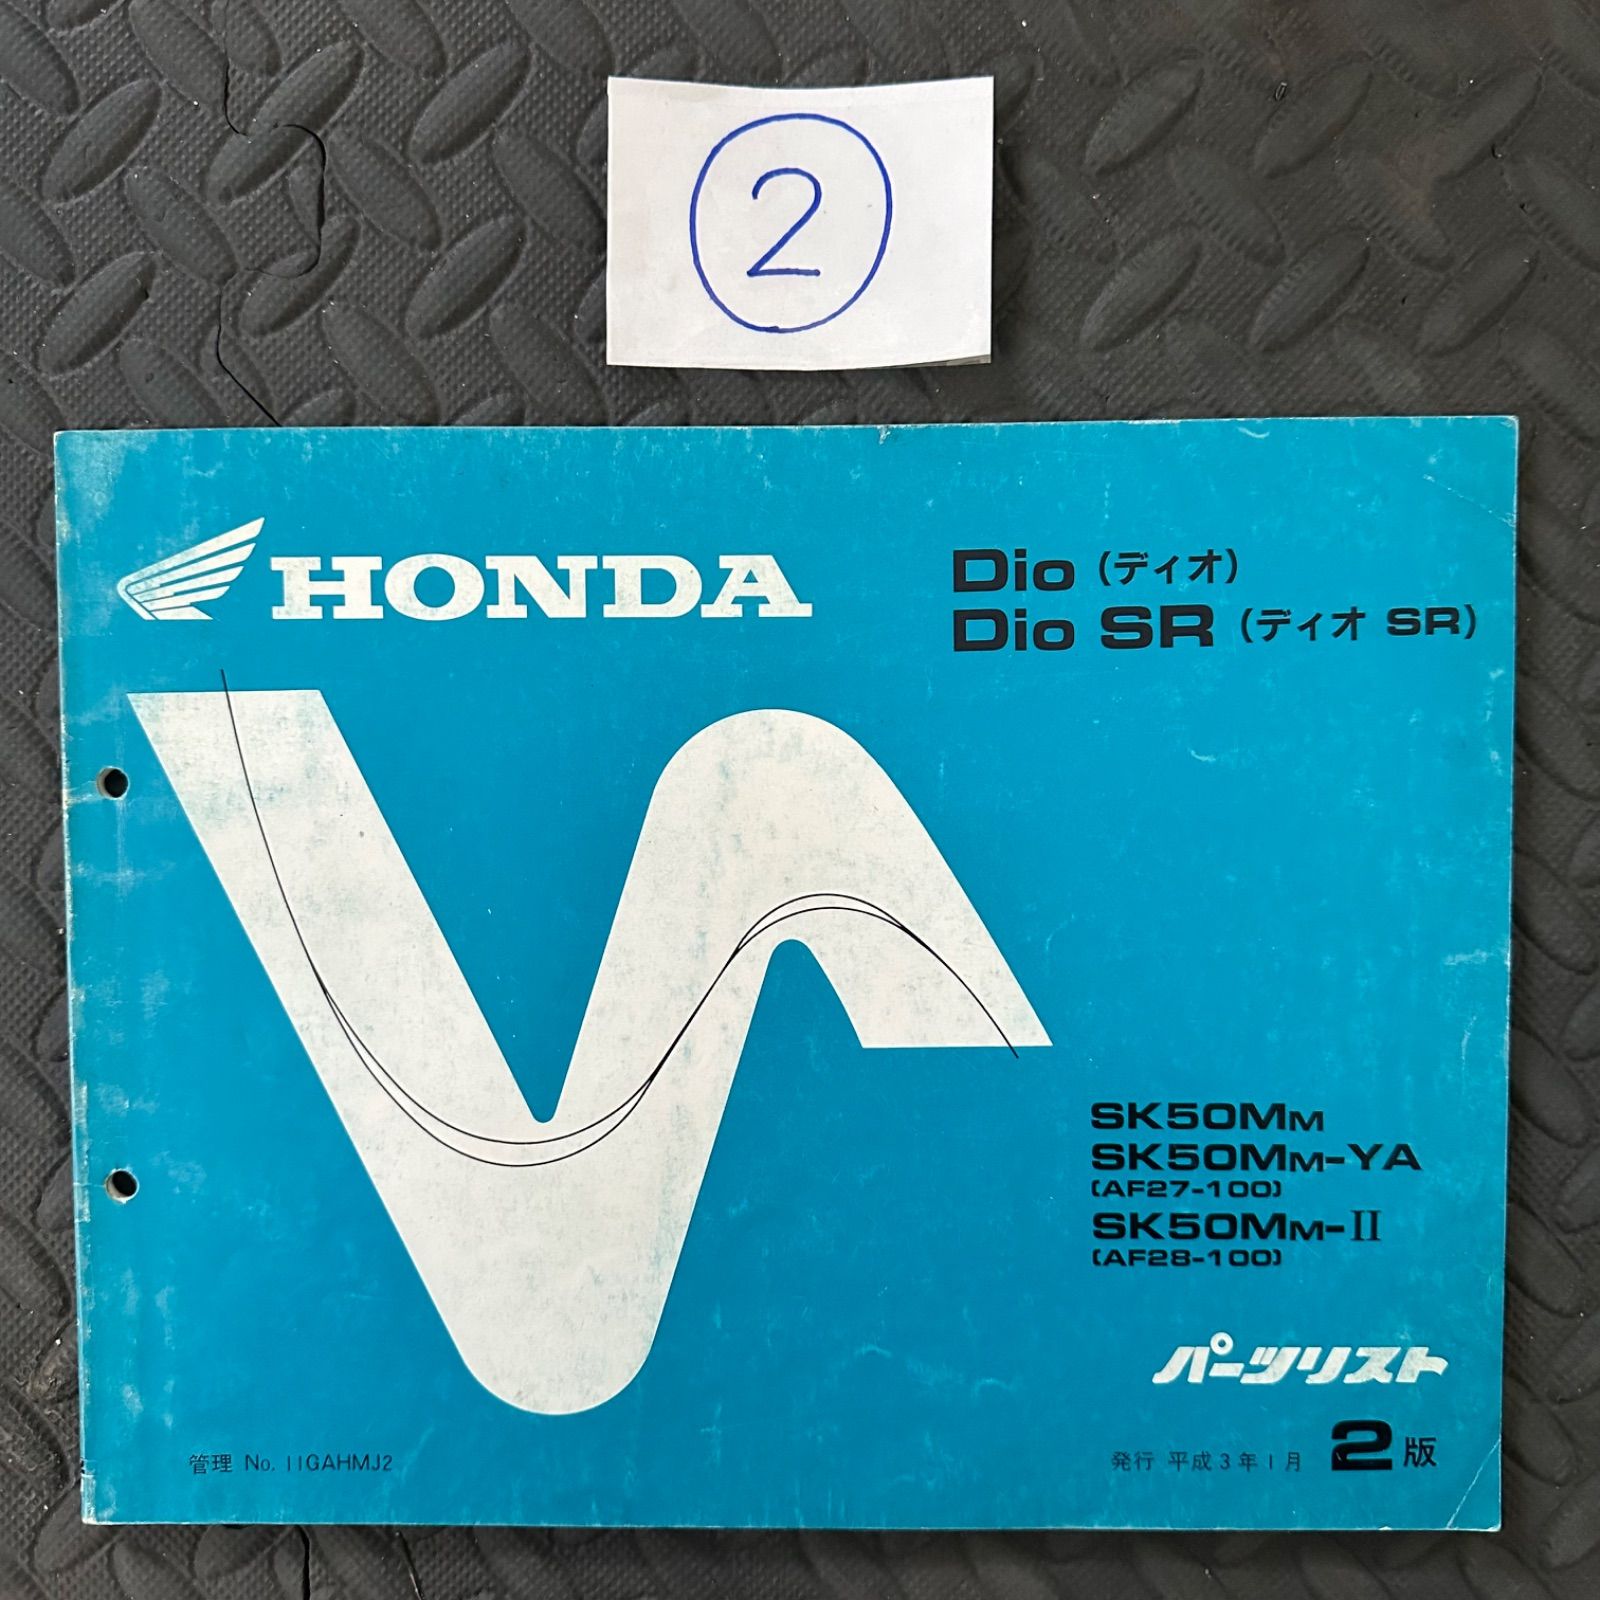 ②
HONDA
Dio (ディオ)
Dio SR (ディオ SR)
SK50MM
SK50MM-YA
(AF27-100)
SK50MM-II
(AF28-100)
パーツリスト
管理 No. 11GAHMJ2
発行 平成3年1月 2版